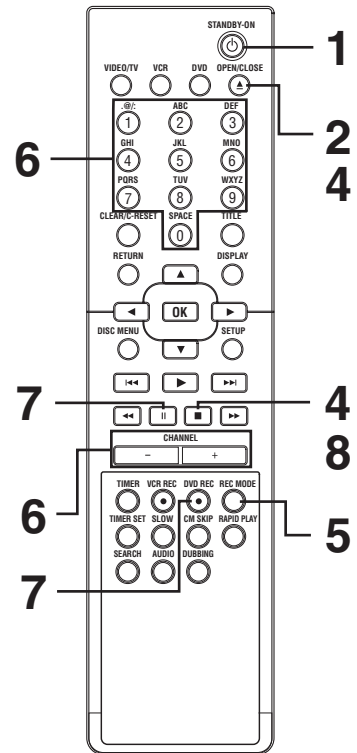 STANDBY-ON
1
VIDEO/TV VCR DVD OPEN/CLOSE
2
4
6
.@/: ABC DEF
1 2 3
GHI JKL MNO
4 5 6
PQRS TUV WXYZ
7 8 9
CLEAR/C-RESET SPACE TITLE
0
RETURN DISPLAY
OK
DISC MENU SETUP
7
4
8
CHANNEL
− +
6
TIMER VCR REC DVD REC REC MODE
5
TIMER SET SLOW CM SKIP RAPID PLAY
SEARCH AUDIO DUBBING
7